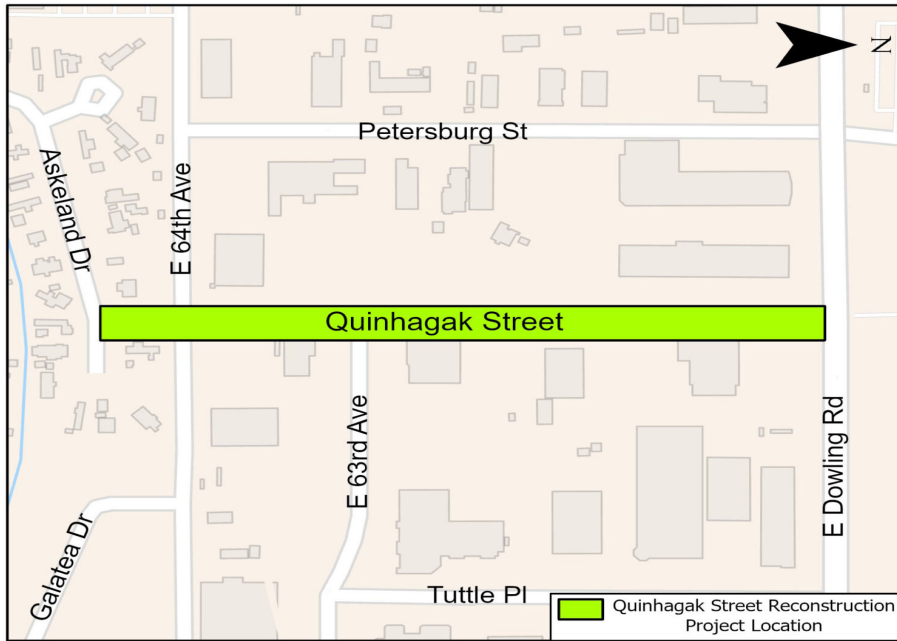 N
Petersburg St
Askeland Dr
E 64th Ave
Quinhagak Street
E 63rd Ave
E Dowling Rd
Galatea Dr
Tuttle Pl
Quinhagak Street Reconstruction
Project Location